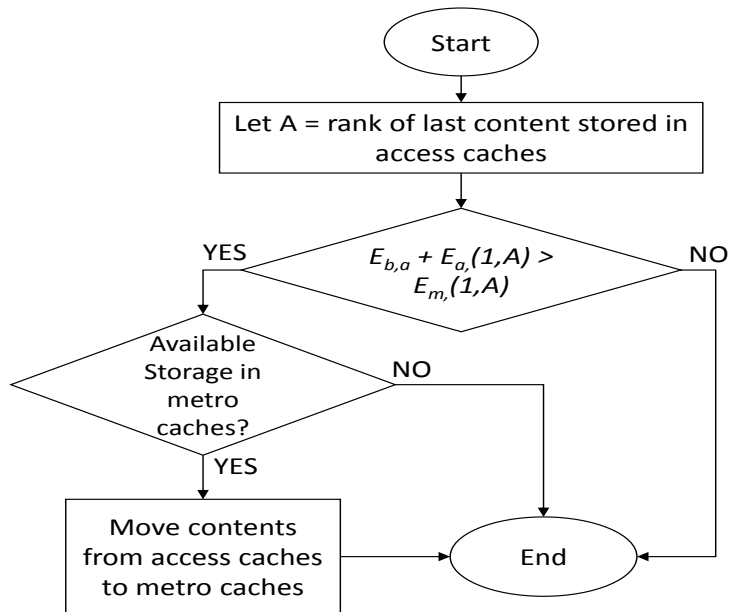 Start
Let A = rank of last content stored in
access caches
YES
E_{b,a} + E_{a,}(1,A) >
E_{m,}(1,A)
NO
Available
Storage in
metro
caches?
NO
YES
Move contents
from access caches
to metro caches
End